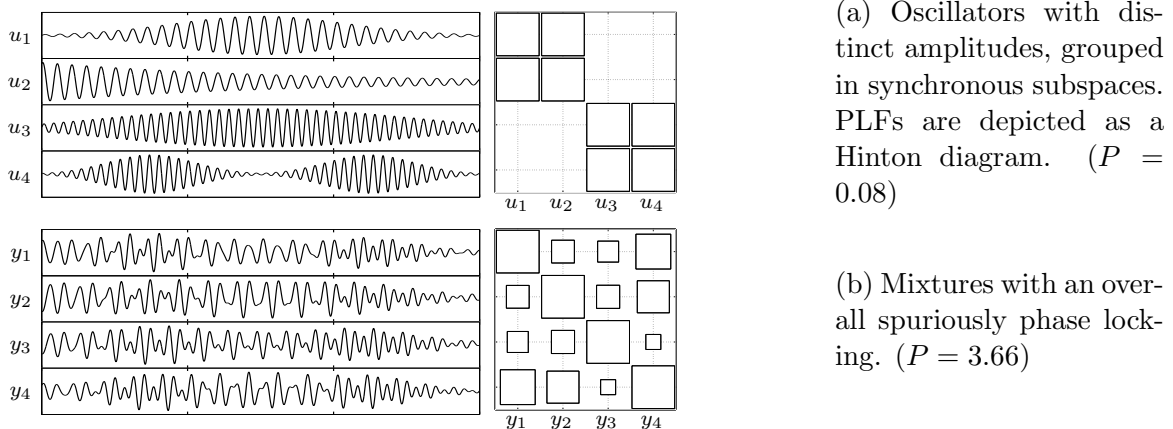 u1
u2
u3
u4
u1 u2 u3 u4
(a) Oscillators with dis-
tinct amplitudes, grouped
in synchronous subspaces.
PLFs are depicted as a
Hinton diagram. (P =
0.08)
y1
y2
y3
y4
y1 y2 y3 y4
(b) Mixtures with an over-
all spuriously phase lock-
ing. (P = 3.66)